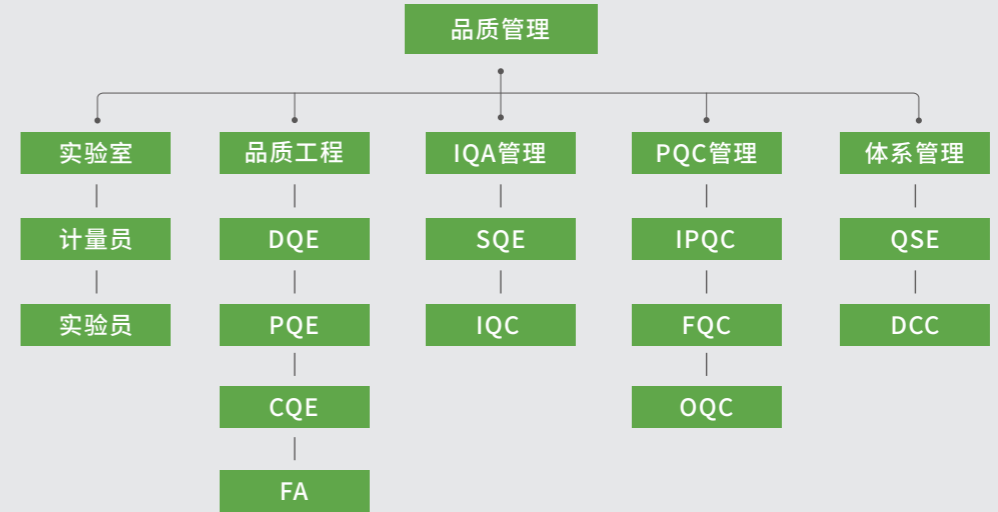 品质管理
实验室
品质工程
IQA管理
PQC管理
体系管理
计量员
DQE
SQE
IPQC
QSE
实验员
PQE
IQC
FQC
DCC
CQE
OQC
FA